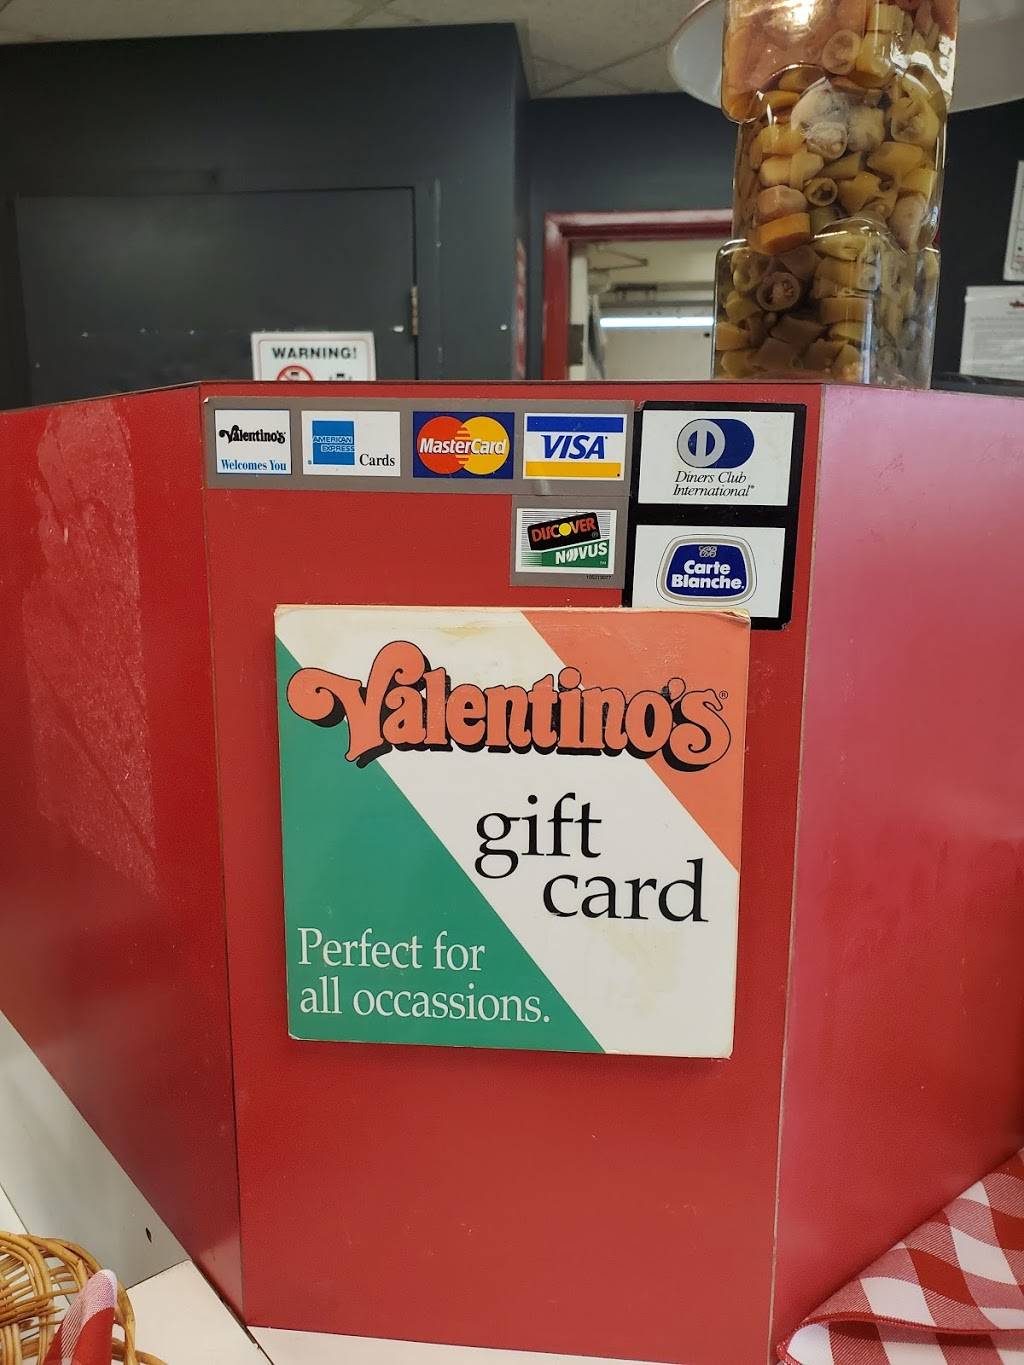 WARNING!
Valentino's
Welcomes You
AMERICAN
EXPRESS
Cards
MasterCard
VISA
Diners Club
International
DISCOVER
NOVUS
Carte
Blanche.
Valentino's®
gift
card
Perfect for
all occassions.